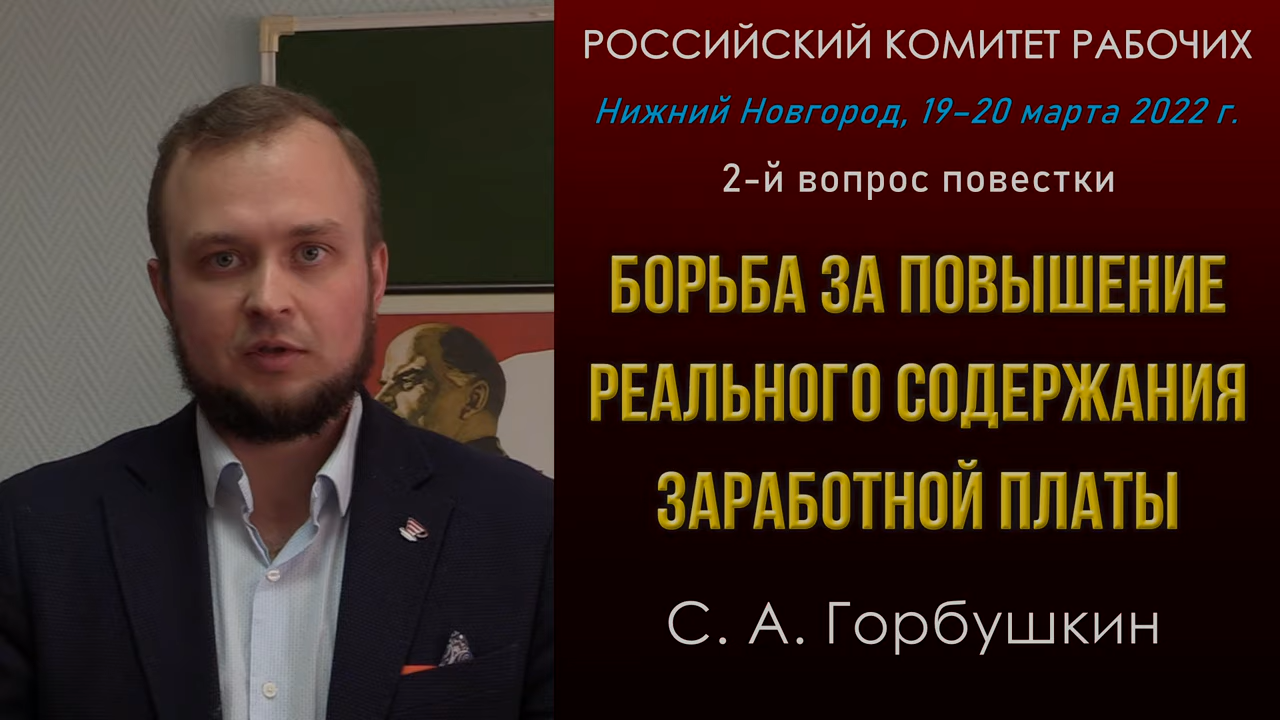 РОССИЙСКИЙ КОМИТЕТ РАБОЧИХ
Нижний Новгород, 19–20 марта 2022 г.
2-й вопрос повестки
БОРЬБА ЗА ПОВЫШЕНИЕ
РЕАЛЬНОГО СОДЕРЖАНИЯ
ЗАРАБОТНОЙ ПЛАТЫ
С. А. Горбушкин